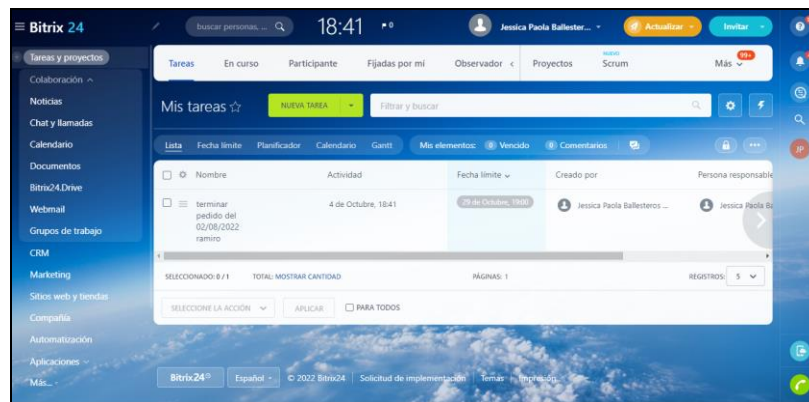 Bitrix 24
buscar personas, ...
18:41
0
Jessica Paola Ballester...
Actualizar
Invitar
Tareas y proyectos
Colaboración
Noticias
Chat y llamadas
Calendario
Documentos
Bitrix24.Drive
Webmail
Grupos de trabajo
CRM
Marketing
Sitios web y tiendas
Compañía
Automatización
Aplicaciones
Más...
Tareas
En curso
Participante
Fijadas por mí
Observador
Proyectos
NUEVO
Scrum
99+
Más
Mis tareas
NUEVA TAREA
Filtrar y buscar
Lista
Fecha límite
Planificador
Calendario
Gantt
Mis elementos:
0 Vencido
0 Comentarios
Nombre
Actividad
Fecha límite
Creado por
Persona responsable
terminar
pedido del
02/08/2022
ramiro
4 de Octubre, 18:41
29 de Octubre, 19:00
Jessica Paola Ballesteros ...
Jessica Paola Ba
SELECCIONADO: 0 / 1
TOTAL: MOSTRAR CANTIDAD
PÁGINAS: 1
REGISTROS: 5
SELECCIONE LA ACCIÓN
APLICAR
PARA TODOS
JP
Bitrix24
Español
© 2022 Bitrix24
Solicitud de implementación
Temas
Impresión